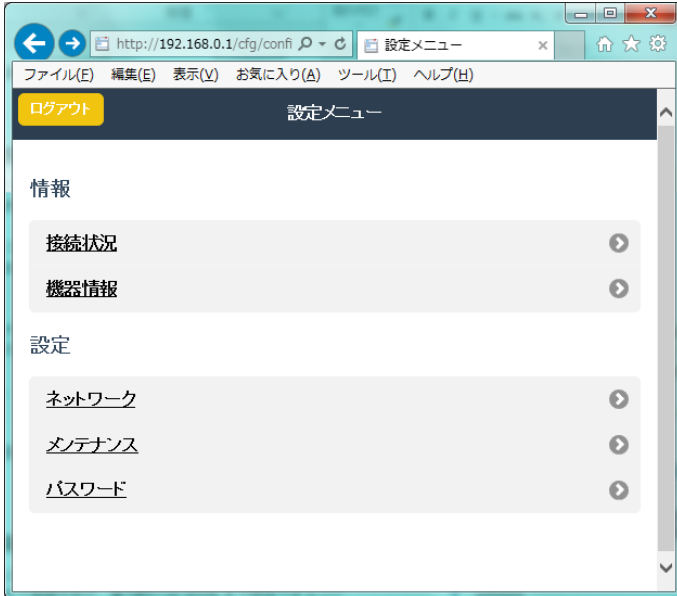 http://192.168.0.1/cfg/confi
設定メニュー
ファイル(F) 編集(E) 表示(V) お気に入り(A) ツール(T) ヘルプ(H)
ログアウト
設定メニュー
情報
接続状況
機器情報
設定
ネットワーク
メンテナンス
パスワード